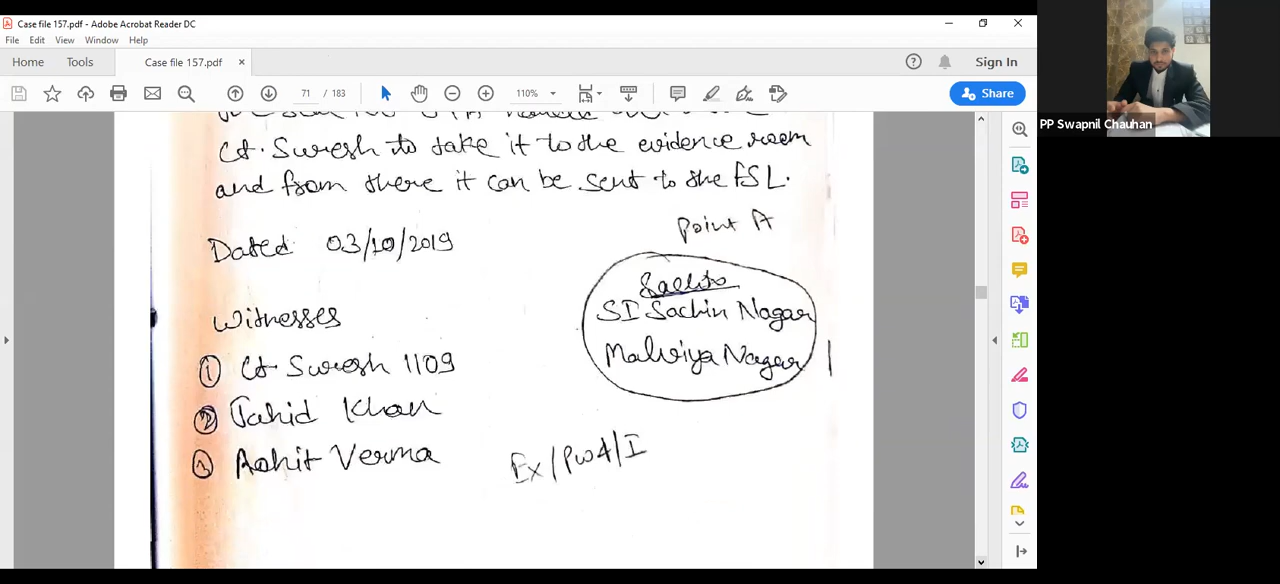 Case file 157.pdf - Adobe Acrobat Reader DC
File Edit View Window Help
Home Tools Case file 157.pdf × Sign In
71 / 183 110% Share
PP Swapnil Chauhan
Ct. Suresh to take it to the evidence room
and from there it can be sent to the FSL.
Point A
Dated 03/10/2019
SI Sachin Nagar
Witnesses
Malviya Nagar
① Ct Suresh 1109
② Jahid Khan
③ Rohit Verma
Ex/PW4/I